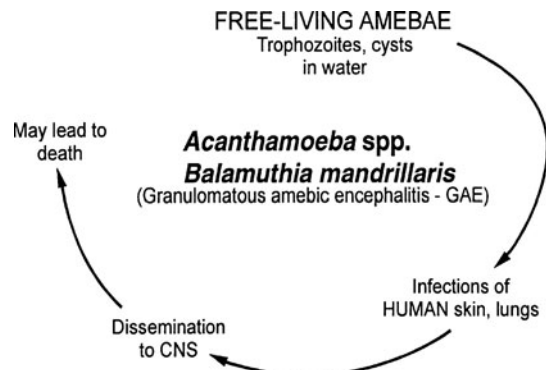 FREE-LIVING AMEBAE
Trophozoites, cysts
in water
May lead to
death
Acanthamoeba spp.
Balamuthia mandrillaris
(Granulomatous amebic encephalitis - GAE)
Infections of
HUMAN skin, lungs
Dissemination
to CNS